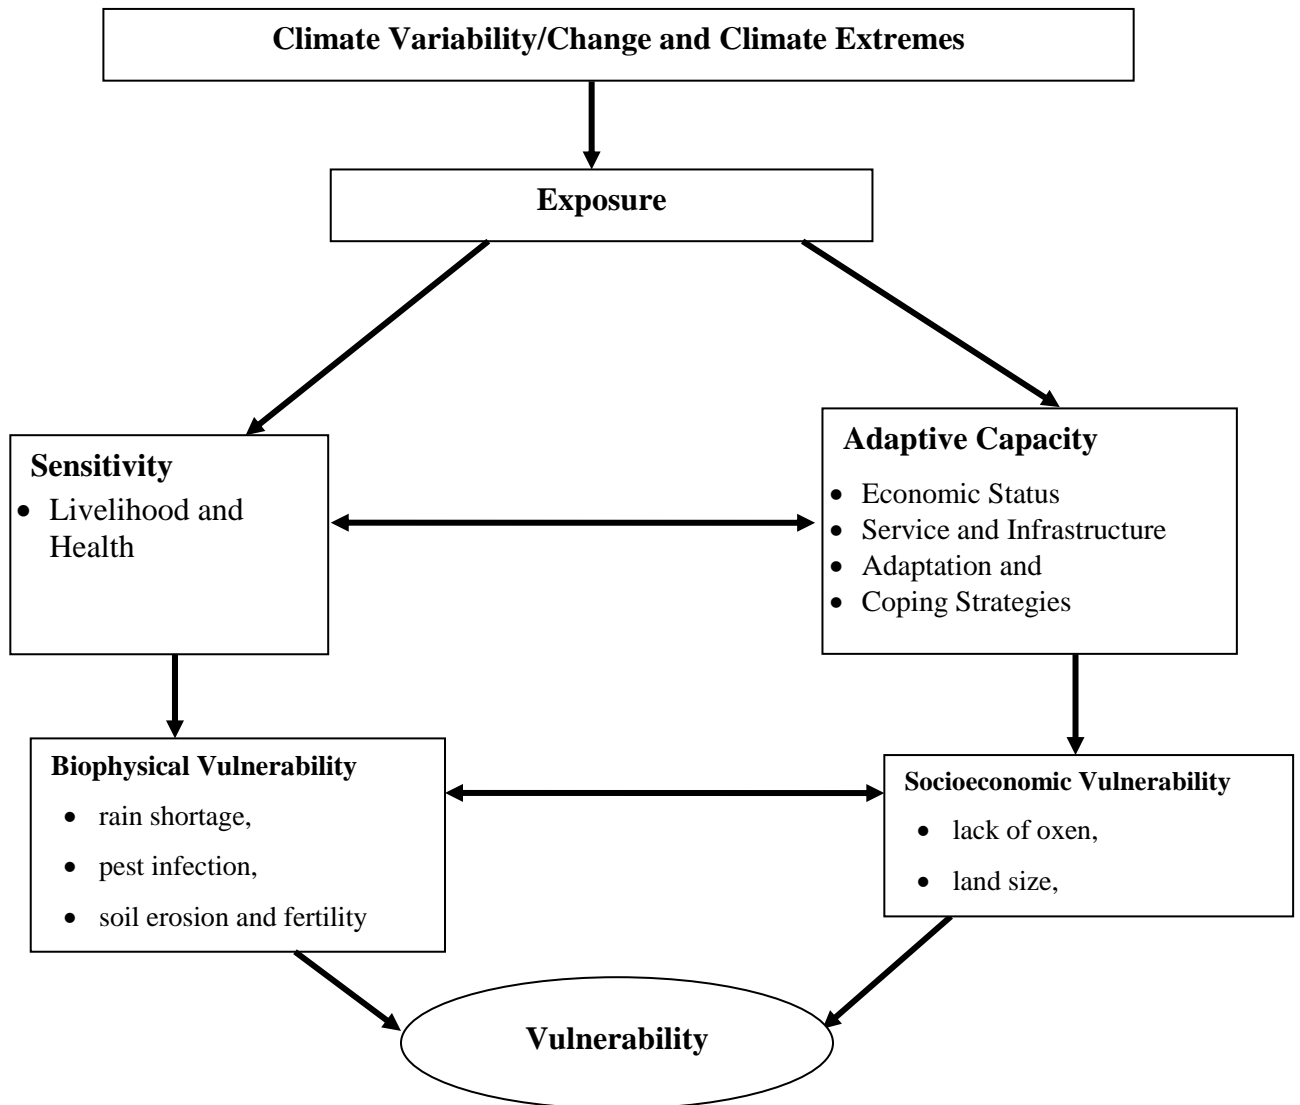 Climate Variability/Change and Climate Extremes
Exposure
Sensitivity
• Livelihood and
Health
Adaptive Capacity
• Economic Status
• Service and Infrastructure
• Adaptation and
• Coping Strategies
Biophysical Vulnerability
• rain shortage,
• pest infection,
• soil erosion and fertility
Socioeconomic Vulnerability
• lack of oxen,
• land size,
Vulnerability